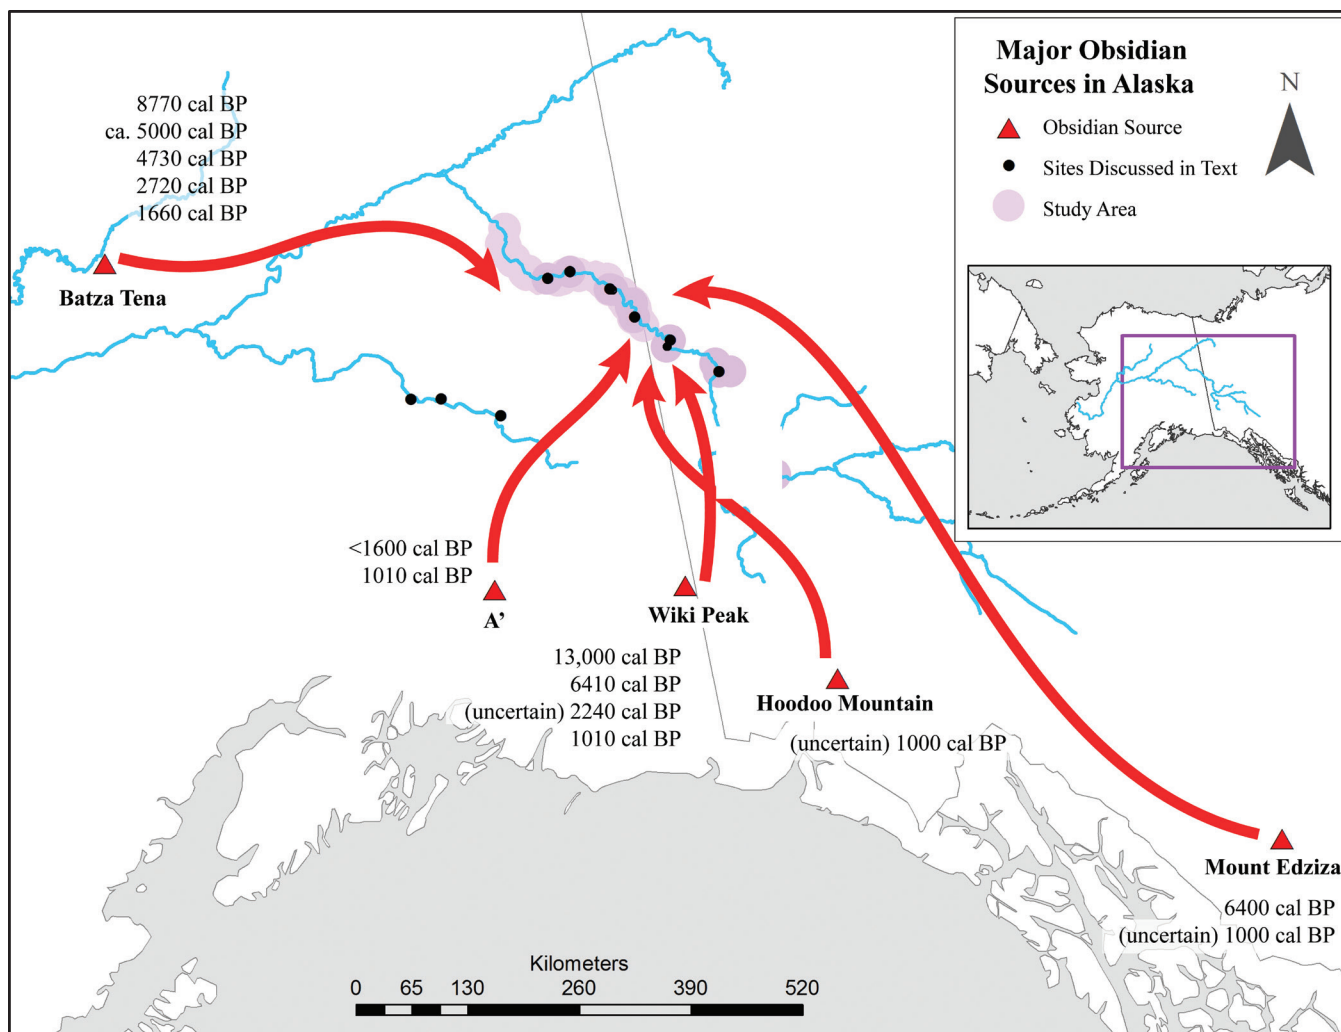 8770 cal BP
ca. 5000 cal BP
4730 cal BP
2720 cal BP
1660 cal BP
Batza Tena
<1600 cal BP
1010 cal BP
A’
Wiki Peak
13,000 cal BP
6410 cal BP
(uncertain) 2240 cal BP
1010 cal BP
Hoodoo Mountain
(uncertain) 1000 cal BP
Mount Edziza
6400 cal BP
(uncertain) 1000 cal BP
Major Obsidian
Sources in Alaska
N
Obsidian Source
Sites Discussed in Text
Study Area
Kilometers
0 65 130 260 390 520